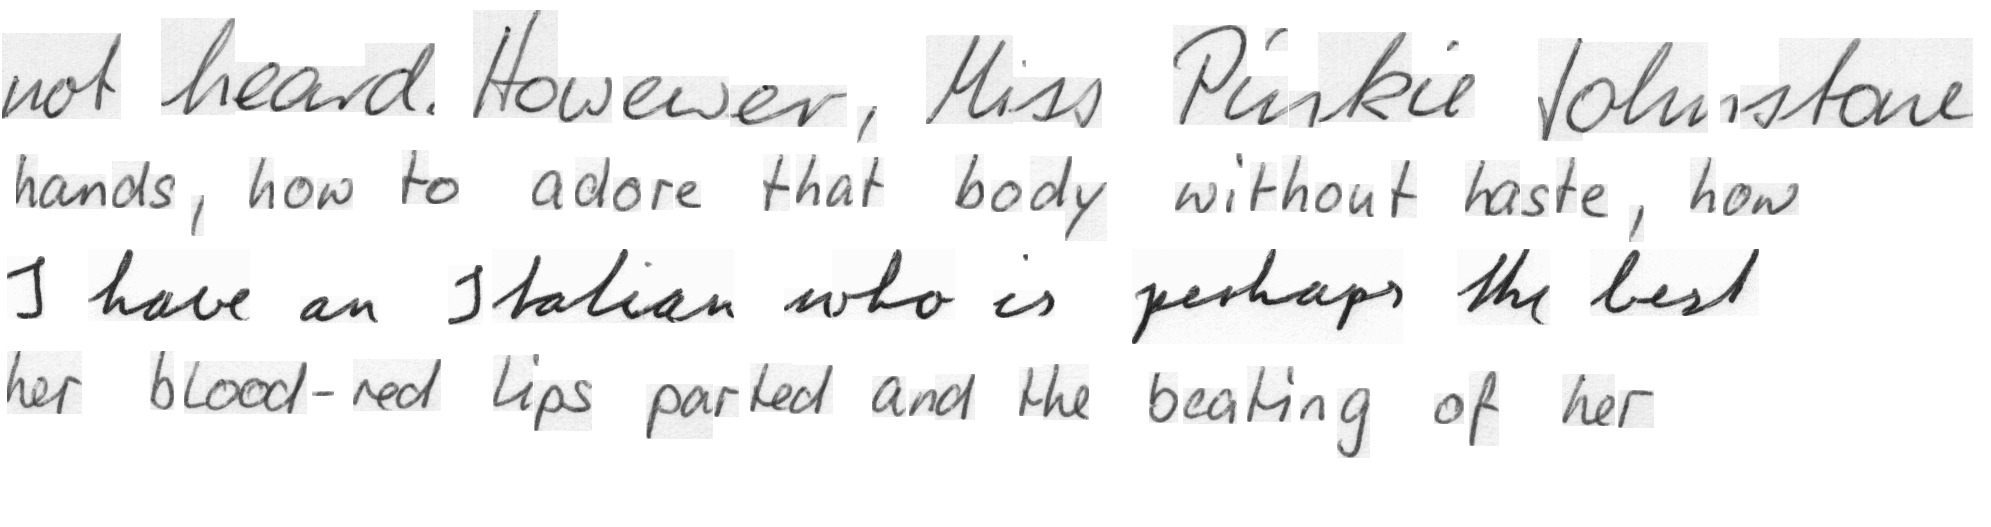 not heard. However, Miss Pinkie Johnstone
hands, how to adore that body without haste, how
I have an Italian who is perhaps the best
her blood-red lips parted and the beating of her